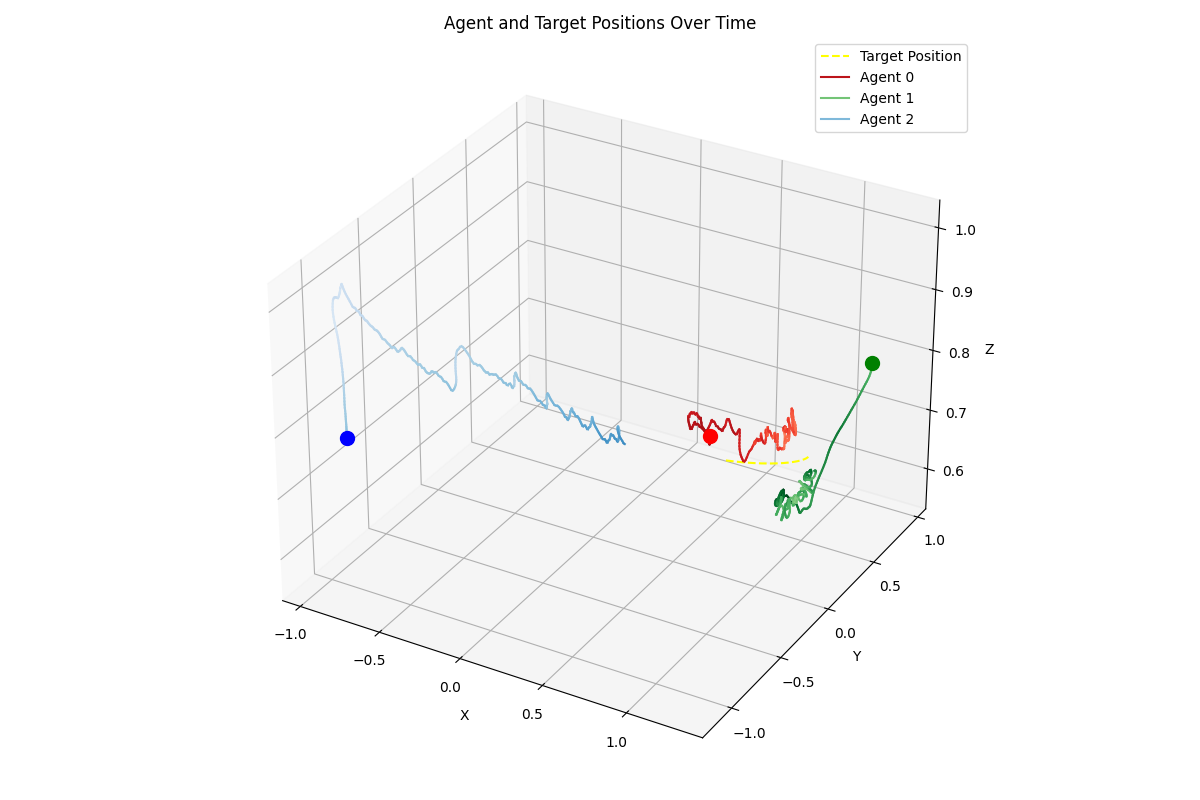 Agent and Target Positions Over Time
Target Position
Agent 0
Agent 1
Agent 2
1.0
0.9
0.8
Z
0.7
0.6
1.0
0.5
0.0
Y
−0.5
−1.0
−1.0
−0.5
0.0
X
0.5
1.0